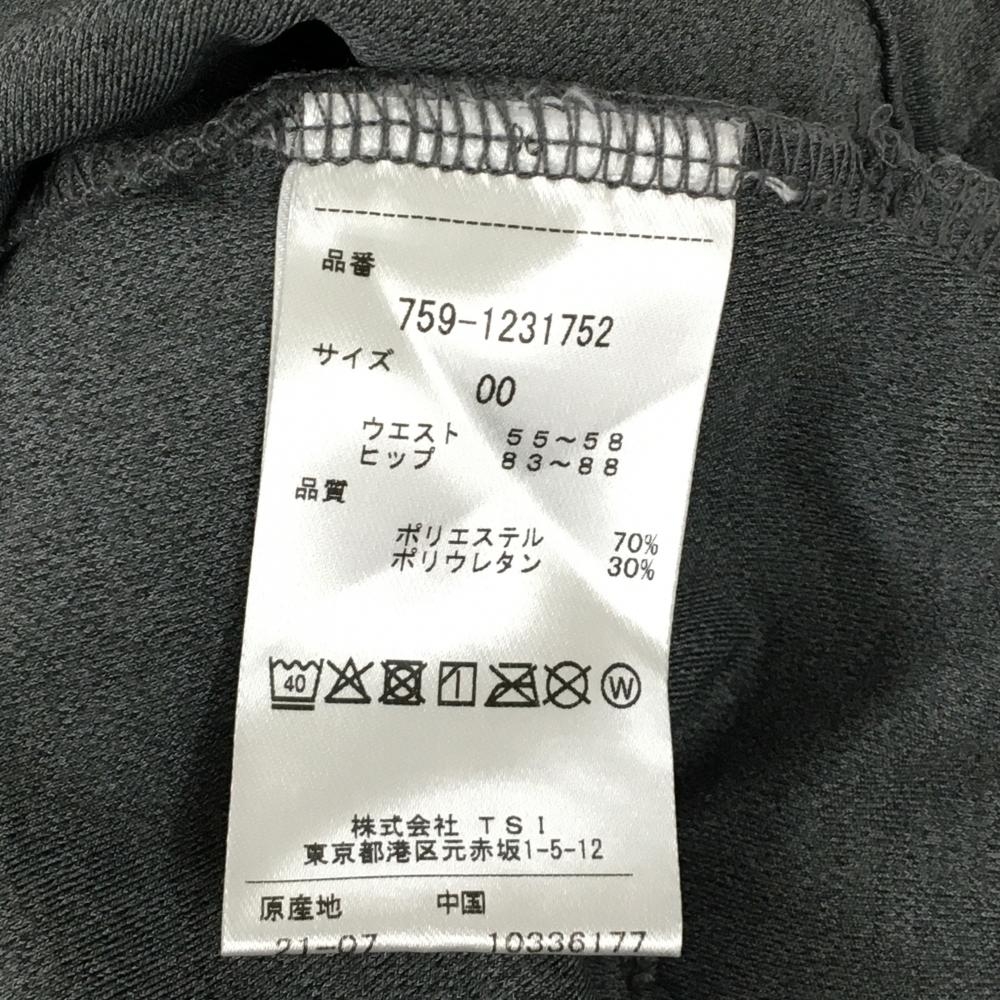 品番
759-1231752
サイズ
00
ウエスト 55～58
ヒップ 83～88
品質
ポリエステル 70%
ポリウレタン 30%
40
W
株式会社 TSI
東京都港区元赤坂1-5-12
原産地 中国
21-07 10336177